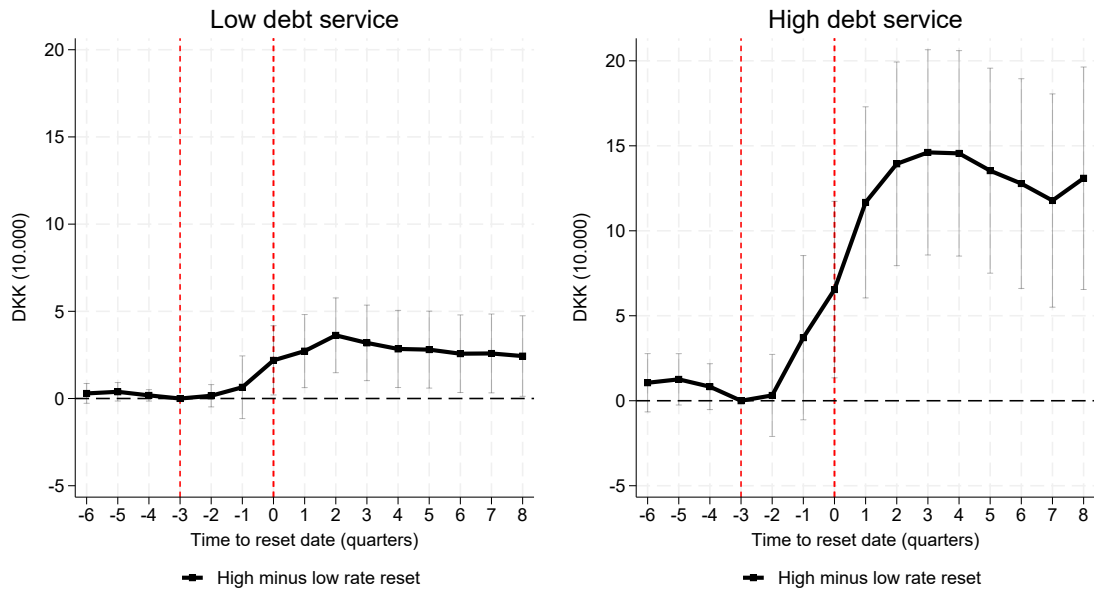 Low debt service
20
15
10
5
0
-5
DKK (10.000)
-6 -5 -4 -3 -2 -1 0 1 2 3 4 5 6 7 8
Time to reset date (quarters)
High minus low rate reset
High debt service
20
15
10
5
0
-5
DKK (10.000)
-6 -5 -4 -3 -2 -1 0 1 2 3 4 5 6 7 8
Time to reset date (quarters)
High minus low rate reset